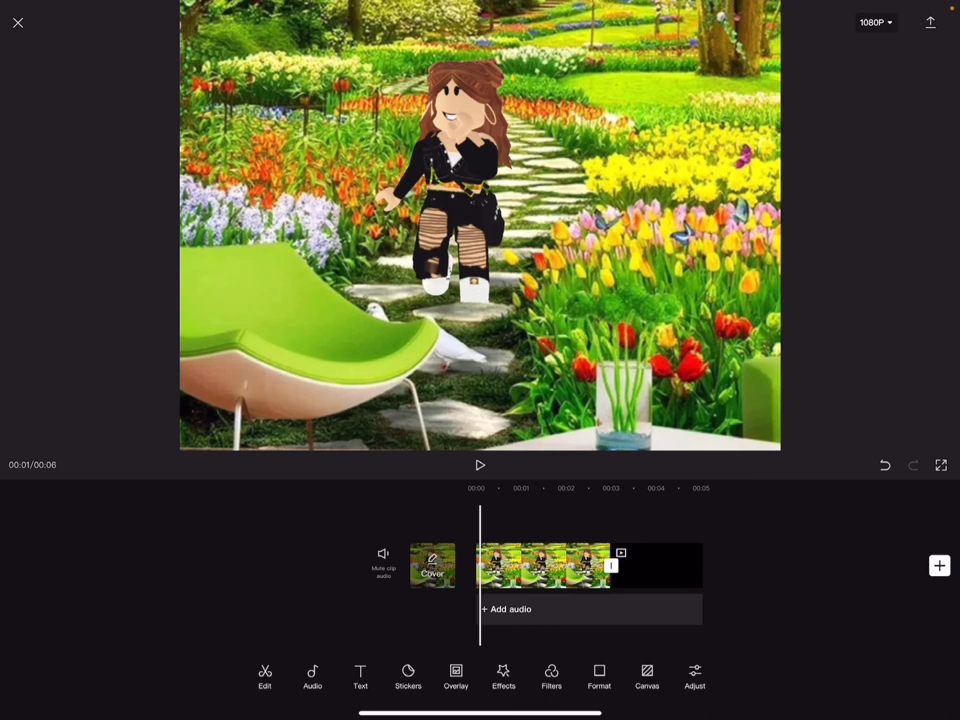 1080P
00:01/00:06
00:00 00:01 00:02 00:03 00:04 00:05
Mute clip
audio
Cover
+ Add audio
Edit Audio Text Stickers Overlay Effects Filters Format Canvas Adjust